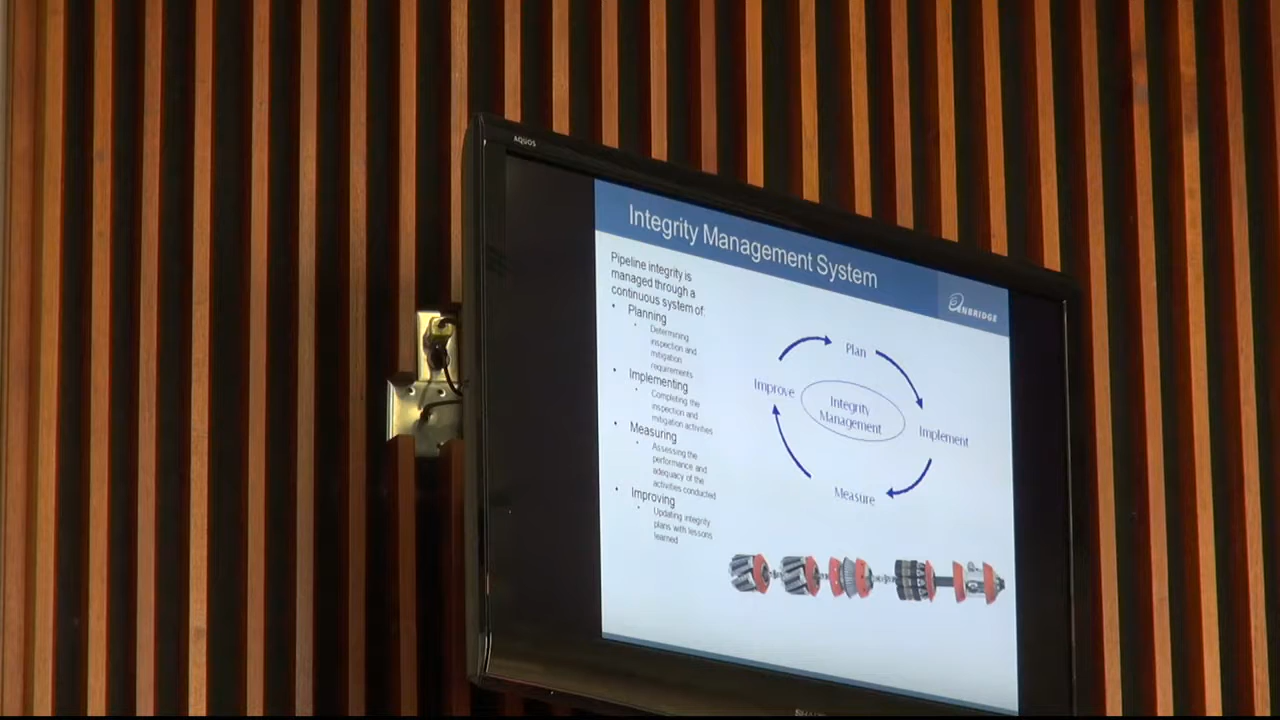 AQUOS
Integrity Management System
ENBRIDGE
Pipeline integrity is
managed through a
continuous system of:
• Planning
• Determining
inspection and
mitigation
requirements
• Implementing
• Completing the
inspection and
mitigation activities
• Measuring
• Assessing the
performance and
adequacy of the
activities conducted
• Improving
• Updating integrity
plans with lessons
learned
Plan
Improve
Integrity
Management
Implement
Measure